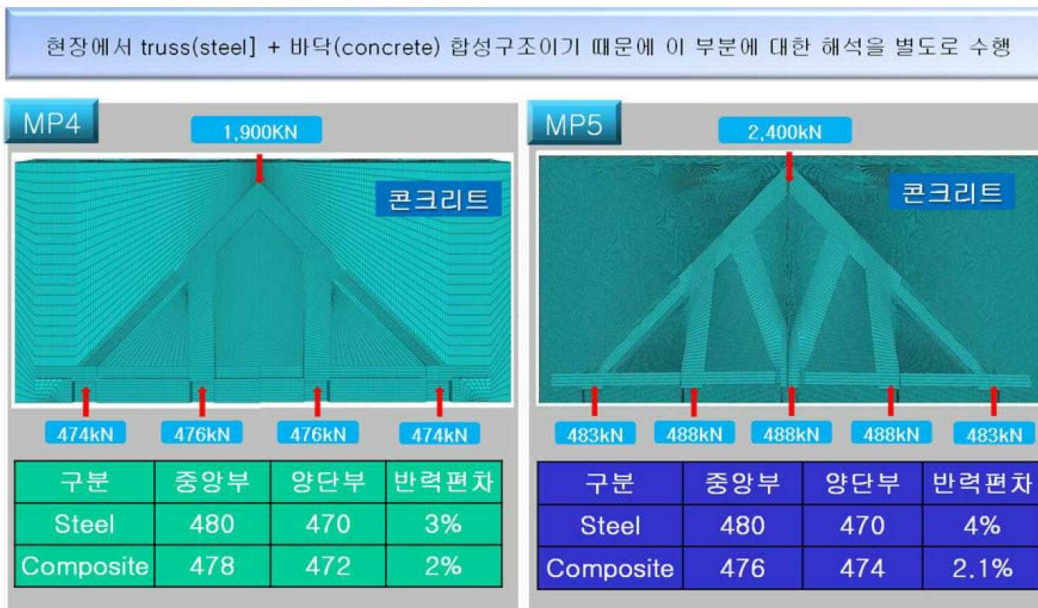 현장에서 truss(steel] + 바닥(concrete) 합성구조이기 때문에 이 부분에 대한 해석을 별도로 수행
MP4
1,900KN
콘크리트
474kN 476kN 476kN 474kN
구분 중앙부 양단부 반력편차
Steel 480 470 3%
Composite 478 472 2%
MP5
2,400kN
콘크리트
483kN 488kN 488kN 488kN 483kN
구분 중앙부 양단부 반력편차
Steel 480 470 4%
Composite 476 474 2.1%